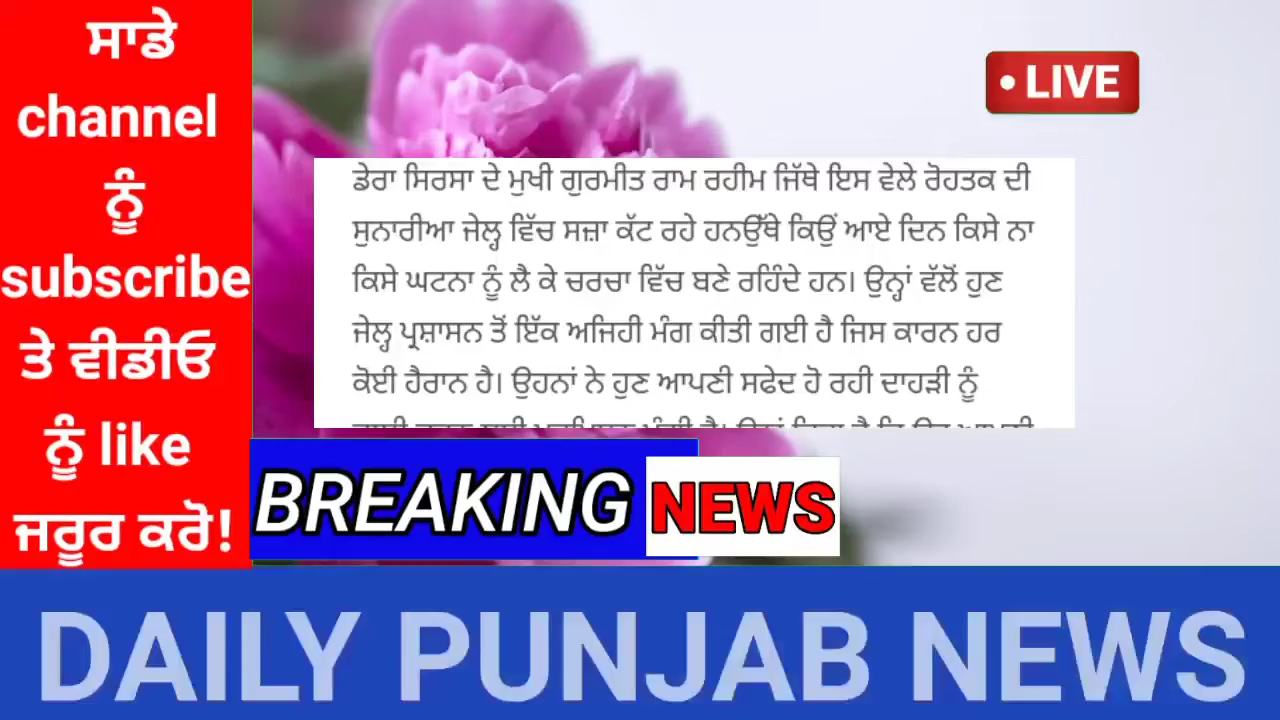 ਸਾਡੇ
channel
ਨੂੰ
subscribe
ਤੇ ਵੀਡੀਓ
ਨੂੰ like
ਜਰੂਰ ਕਰੋ!
• LIVE
ਡੇਰਾ ਸਿਰਸਾ ਦੇ ਮੁਖੀ ਗੁਰਮੀਤ ਰਾਮ ਰਹੀਮ ਜਿੱਥੇ ਇਸ ਵੇਲੇ ਰੋਹਤਕ ਦੀ
ਸੁਨਾਰੀਆ ਜੇਲ੍ਹ ਵਿੱਚ ਸਜ਼ਾ ਕੱਟ ਰਹੇ ਹਨਉੱਥੇ ਕਿਉਂ ਆਏ ਦਿਨ ਕਿਸੇ ਨਾ
ਕਿਸੇ ਘਟਨਾ ਨੂੰ ਲੈ ਕੇ ਚਰਚਾ ਵਿੱਚ ਬਣੇ ਰਹਿੰਦੇ ਹਨ। ਉਨ੍ਹਾਂ ਵੱਲੋਂ ਹੁਣ
ਜੇਲ੍ਹ ਪ੍ਰਸ਼ਾਸਨ ਤੋਂ ਇੱਕ ਅਜਿਹੀ ਮੰਗ ਕੀਤੀ ਗਈ ਹੈ ਜਿਸ ਕਾਰਨ ਹਰ
ਕੋਈ ਹੈਰਾਨ ਹੈ। ਉਹਨਾਂ ਨੇ ਹੁਣ ਆਪਣੀ ਸਫੇਦ ਹੋ ਰਹੀ ਦਾਹੜੀ ਨੂੰ
BREAKING NEWS
DAILY PUNJAB NEWS